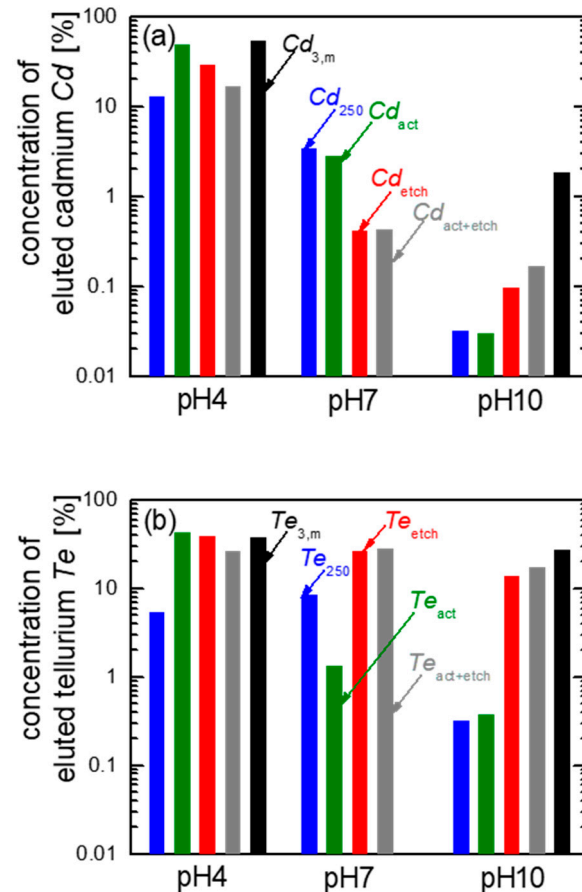 (a)
concentration of
eluted cadmium Cd [%]
100
10
1
0.1
0.01
Cd3,m
Cd250
Cdact
Cdetch
Cdact+etch
pH4 pH7 pH10
(b)
concentration of
eluted tellurium Te [%]
100
10
1
0.1
0.01
Te3,m
Te250
Teetch
Teact
Teact+etch
pH4 pH7 pH10